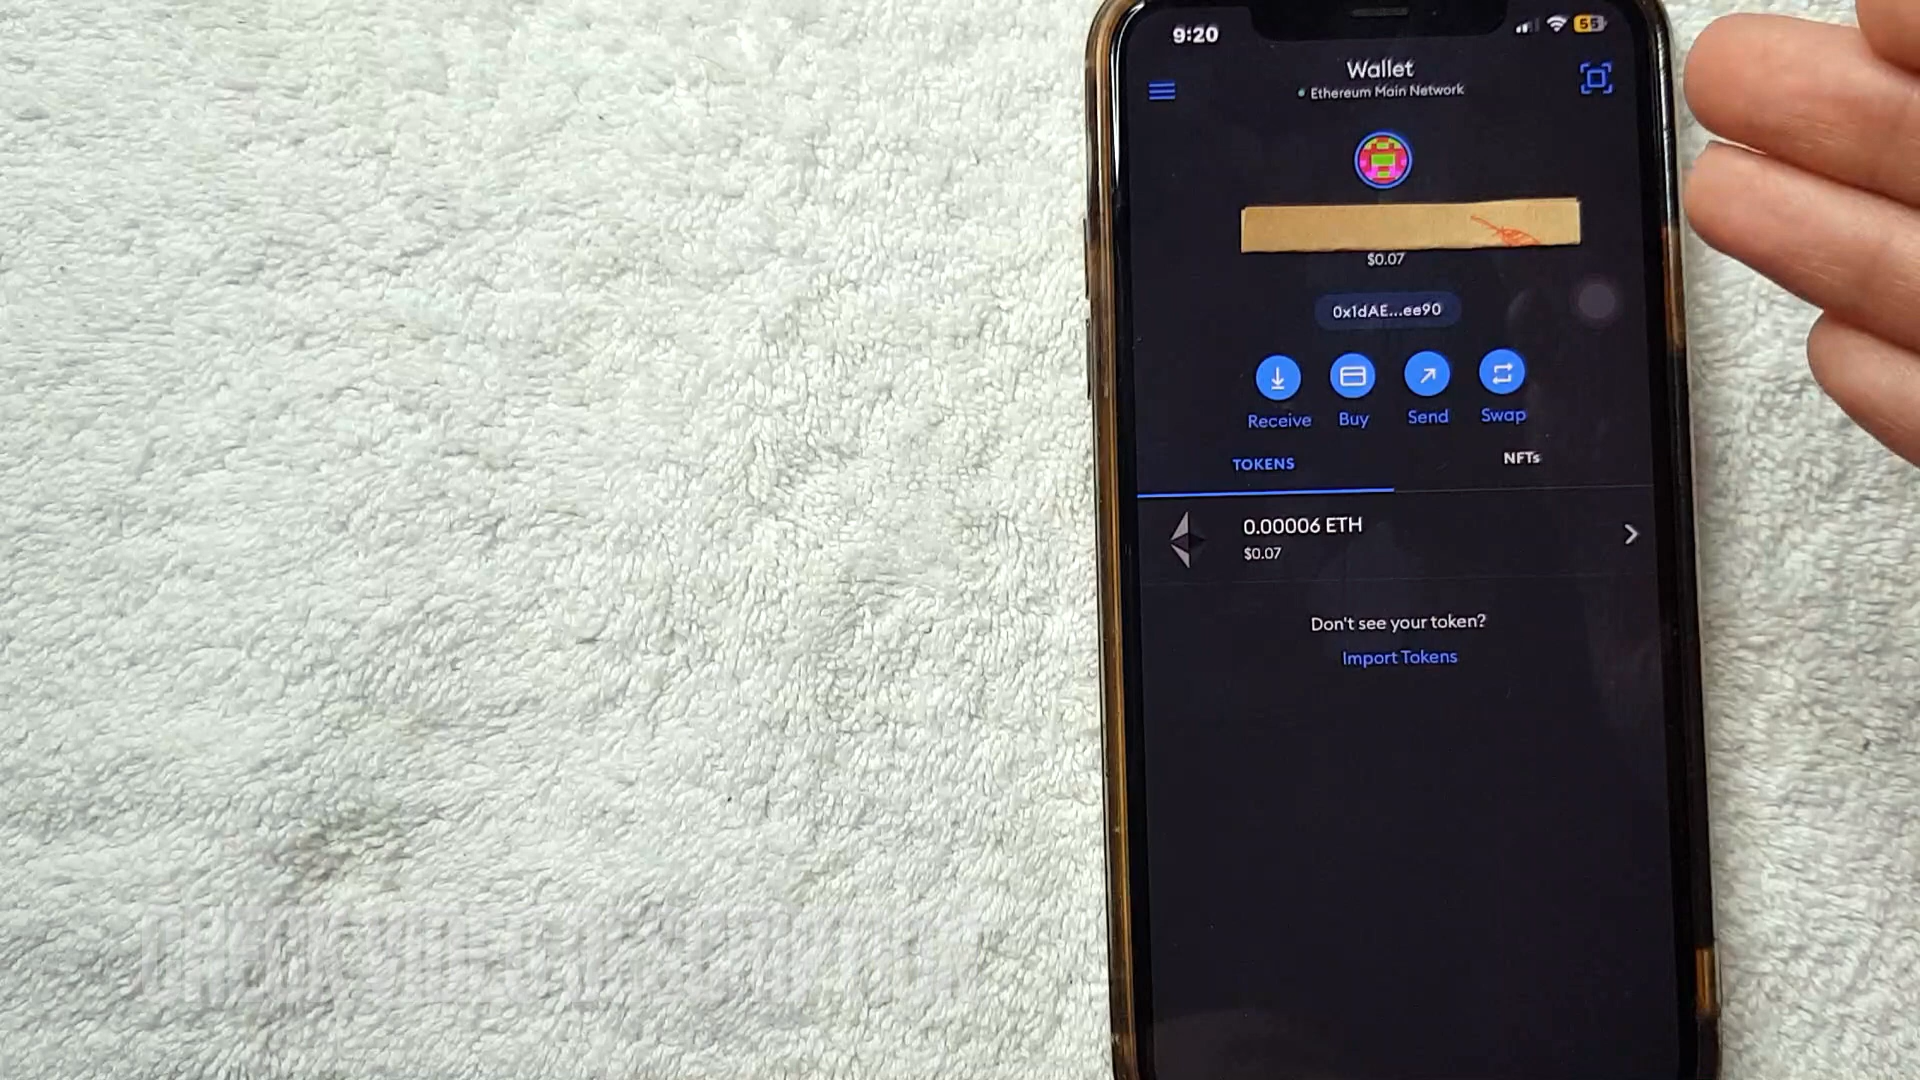 9:20
55
Wallet
Ethereum Main Network
$0.07
0x1dAE...ee90
Receive Buy Send Swap
TOKENS NFTs
0.00006 ETH
$0.07
Don't see your token?
Import Tokens